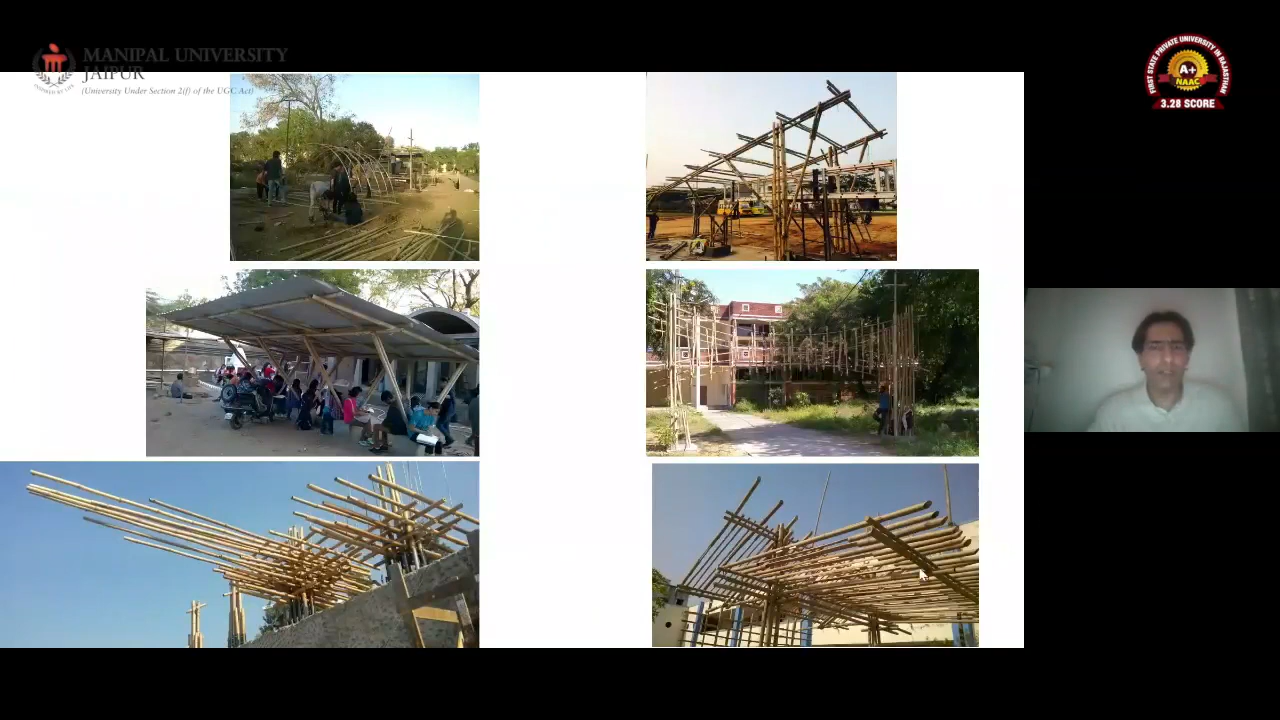 MANIPAL UNIVERSITY
JAIPUR
(University Under Section 2(f) of the UGC Act)
FIRST STATE PRIVATE UNIVERSITY IN RAJASTHAN
A+
NAAC
3.28 SCORE